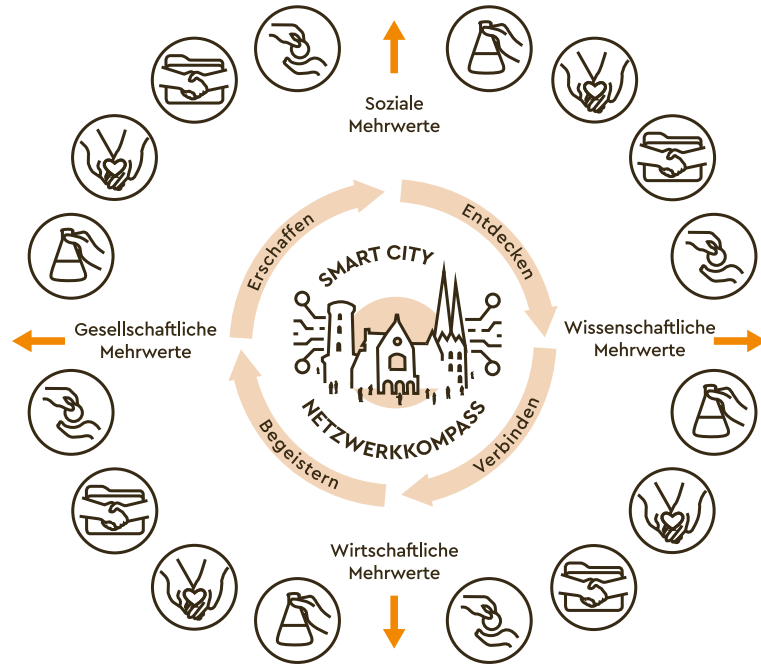 Soziale
Mehrwerte
Erschaffen
Entdecken
SMART CITY
Gesellschaftliche
Mehrwerte
Wissenschaftliche
Mehrwerte
NETZWERKKOMPASS
Begeistern
Verbinden
Wirtschaftliche
Mehrwerte